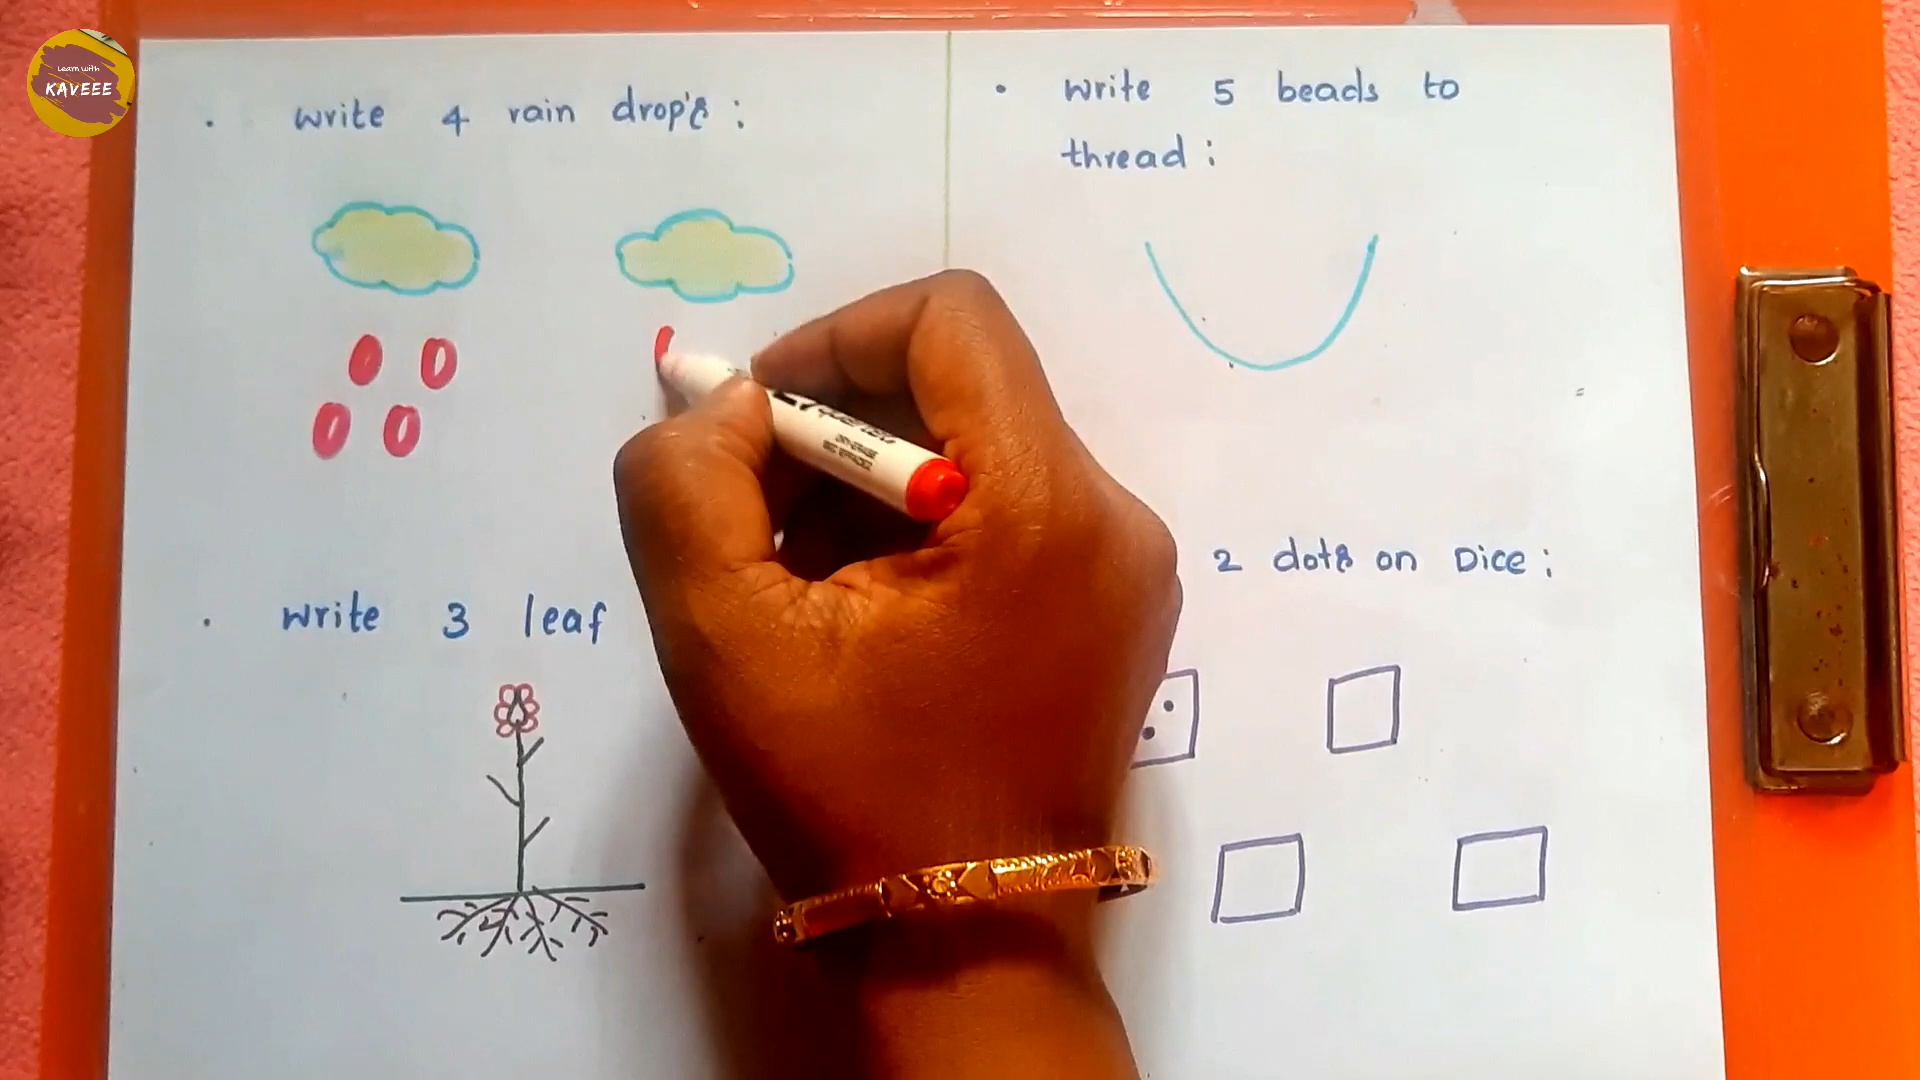 Learn with
KAVEEE
• write 4 rain drop's :
• write 5 beads to
thread :
• write 3 leaf
2 dots on Dice :